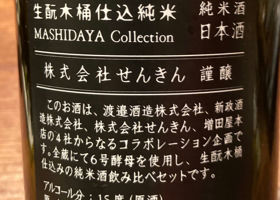 生酛木桶仕込純米
純米酒
MASHIDAYA Collection
日本酒
株式会社せんきん 謹醸
このお酒は、渡邉酒造株式会社、新政酒
造株式会社、株式会社せんきん、増田屋本
店の4社からなるコラボレーション企画で
す。全蔵にて6号酵母を使用し、生酛木桶
仕込みの純米酒飲み比べセットです。
アルコール分：15度(原酒)